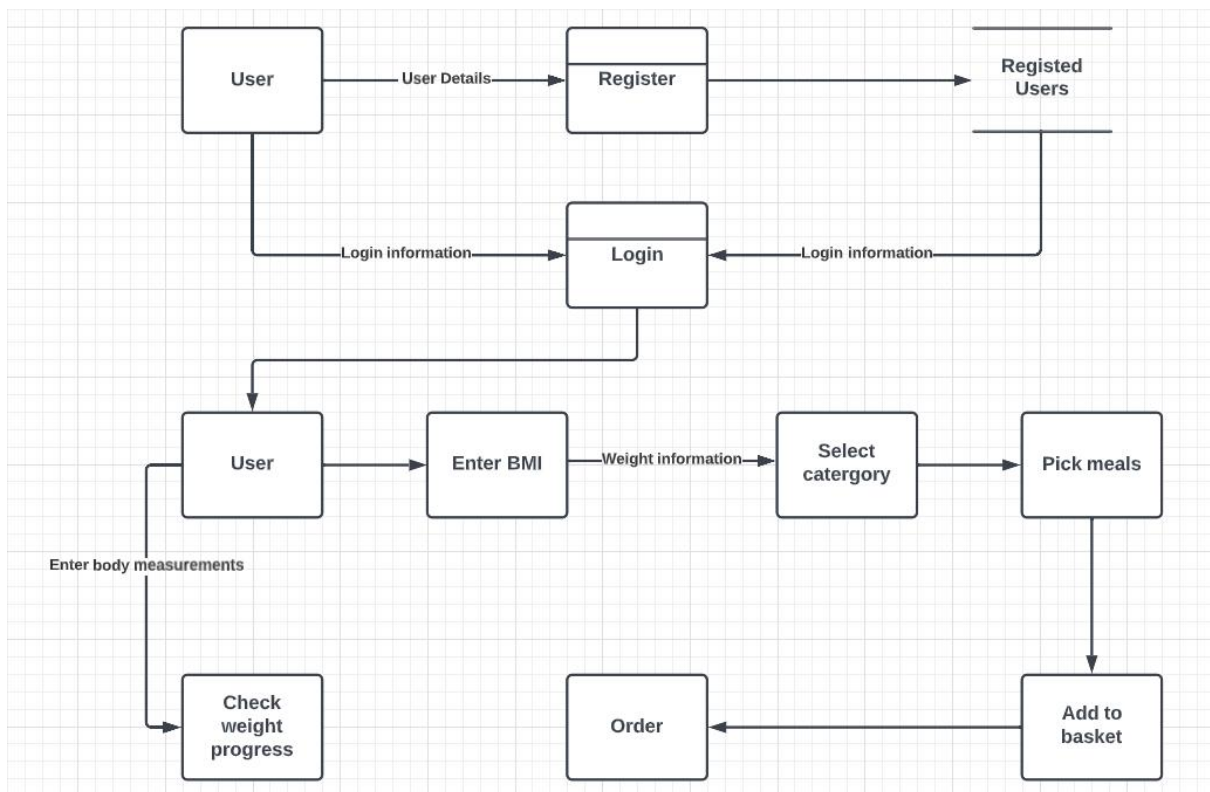 User
User Details
Register
Registed
Users
Login information
Login
Login information
User
Enter BMI
Weight information
Select
catergory
Pick meals
Enter body measurements
Check
weight
progress
Order
Add to
basket